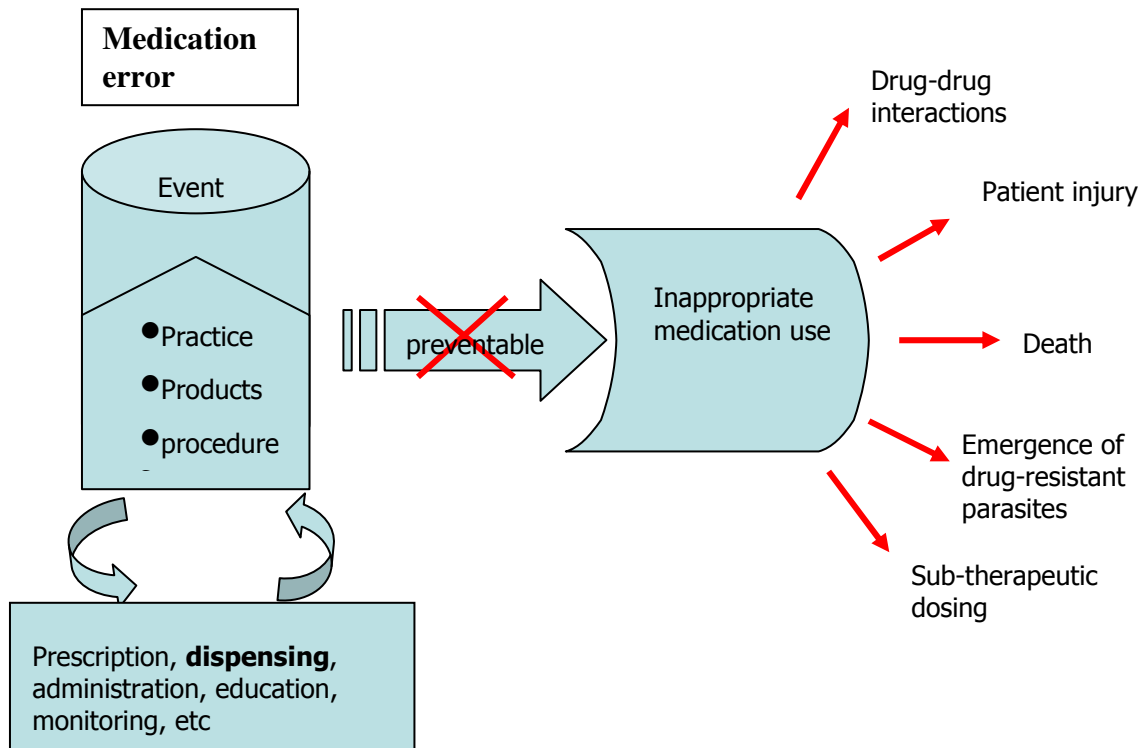 Medication
error
Event
●Practice
●Products
●procedure
Prescription, dispensing,
administration, education,
monitoring, etc
preventable
Inappropriate
medication use
Drug-drug
interactions
Patient injury
Death
Emergence of
drug-resistant
parasites
Sub-therapeutic
dosing